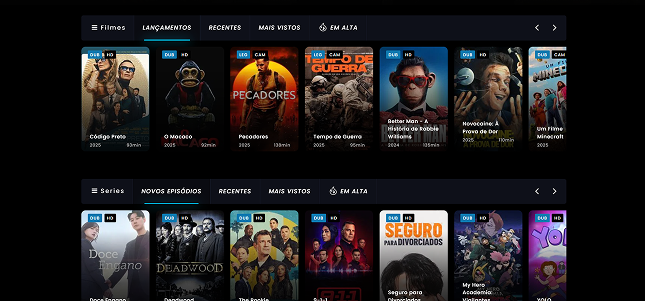 Filmes
LANÇAMENTOS
RECENTES
MAIS VISTOS
EM ALTA
DUB HD
DUB HD
LEG CAM
LEG CAM
DUB HD
DUB HD
DUB HD
PECADORES
TEMPO DE
GUERRA
Código Preto
2025 93min
O Macaco
2025 92min
Pecadores
2025 138min
Tempo de Guerra
2025 95min
Better Man - A
História de Robbie
Williams
2024 135min
Novocaine: À
Prova de Dor
2025 110min
Um Filme
Minecraft
2025
Series
NOVOS EPISÓDIOS
RECENTES
MAIS VISTOS
EM ALTA
DUB HD
DUB HD
DUB HD
DUB HD
DUB HD
DUB HD
DUB HD
Doce
Engano
DEADWOOD
9-1-1
SEGURO
PARA DIVORCIADOS
YOLO
Doce Engano
Deadwood
The Rookie
9-1-1
Seguro para
Divorciados
My Hero
Academia:
Vigilantes
YOLO